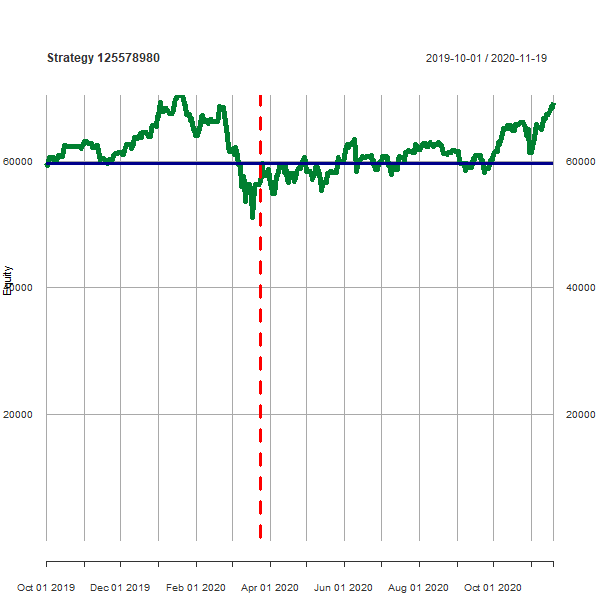 Strategy 125578980
2019-10-01 / 2020-11-19
60000
60000
Equity
40000
20000
20000
Oct 01 2019
Dec 01 2019
Feb 01 2020
Apr 01 2020
Jun 01 2020
Aug 01 2020
Oct 01 2020